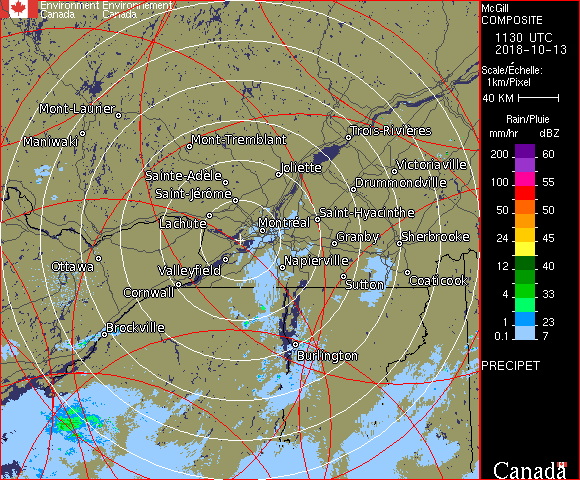 Environment Environnement
Canada Canada
McGill
COMPOSITE
1130 UTC
2018-10-13
Scale/Échelle:
1km/Pixel
40 KM
Rain/Pluie
mm/hr dBZ
200 60
100 55
50 50
24 45
12 40
4 33
1 23
0.1 7
PRECIPET
Canada
Mont-Laurier
Maniwaki
Mont-Tremblant
Trois-Rivières
Sainte-Adèle
Joliette
Victoriaville
Saint-Jérôme
Drummondville
Lachute
Montréal
Saint-Hyacinthe
Granby
Sherbrooke
Ottawa
Valleyfield
Napierville
Cornwall
Sutton
Coaticook
Brockville
Burlington